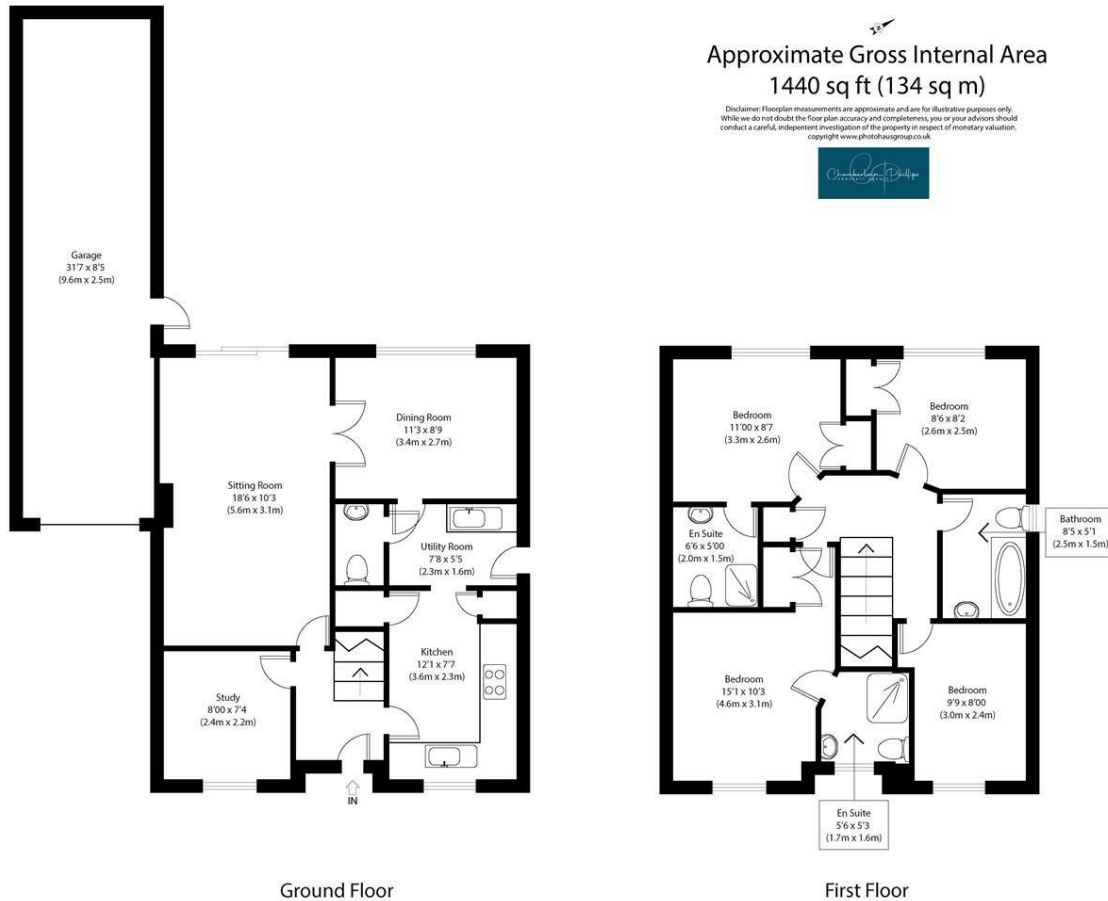 Approximate Gross Internal Area
1440 sq ft (134 sq m)
Disclaimer: Floorplan measurements are approximate and are for illustrative purposes only.
While we do not doubt the floor plan accuracy and completeness, you or your advisors should
conduct a careful, independent investigation of the property in respect of monetary valuation.
copyright www.photohausgroup.co.uk
Chamberlain Phillips
Garage
31'7 x 8'5
(9.6m x 2.5m)
Dining Room
11'3 x 8'9
(3.4m x 2.7m)
Sitting Room
18'6 x 10'3
(5.6m x 3.1m)
Utility Room
7'8 x 5'5
(2.3m x 1.6m)
Kitchen
12'1 x 7'7
(3.6m x 2.3m)
Study
8'00 x 7'4
(2.4m x 2.2m)
IN
Ground Floor
Bedroom
11'00 x 8'7
(3.3m x 2.6m)
Bedroom
8'6 x 8'2
(2.6m x 2.5m)
En Suite
6'6 x 5'00
(2.0m x 1.5m)
Bathroom
8'5 x 5'1
(2.5m x 1.5m)
Bedroom
15'1 x 10'3
(4.6m x 3.1m)
Bedroom
9'9 x 8'00
(3.0m x 2.4m)
En Suite
5'6 x 5'3
(1.7m x 1.6m)
First Floor